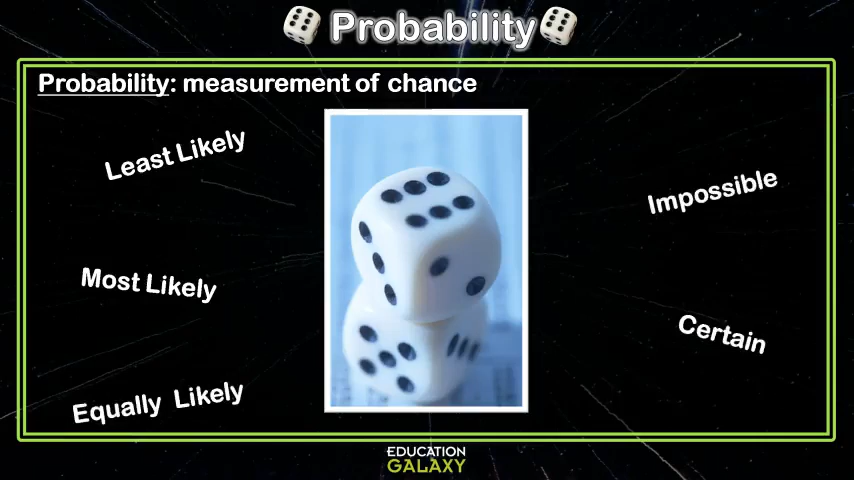 Probability
Probability: measurement of chance
Least Likely
Impossible
Most Likely
Certain
Equally Likely
EDUCATION
GALAXY